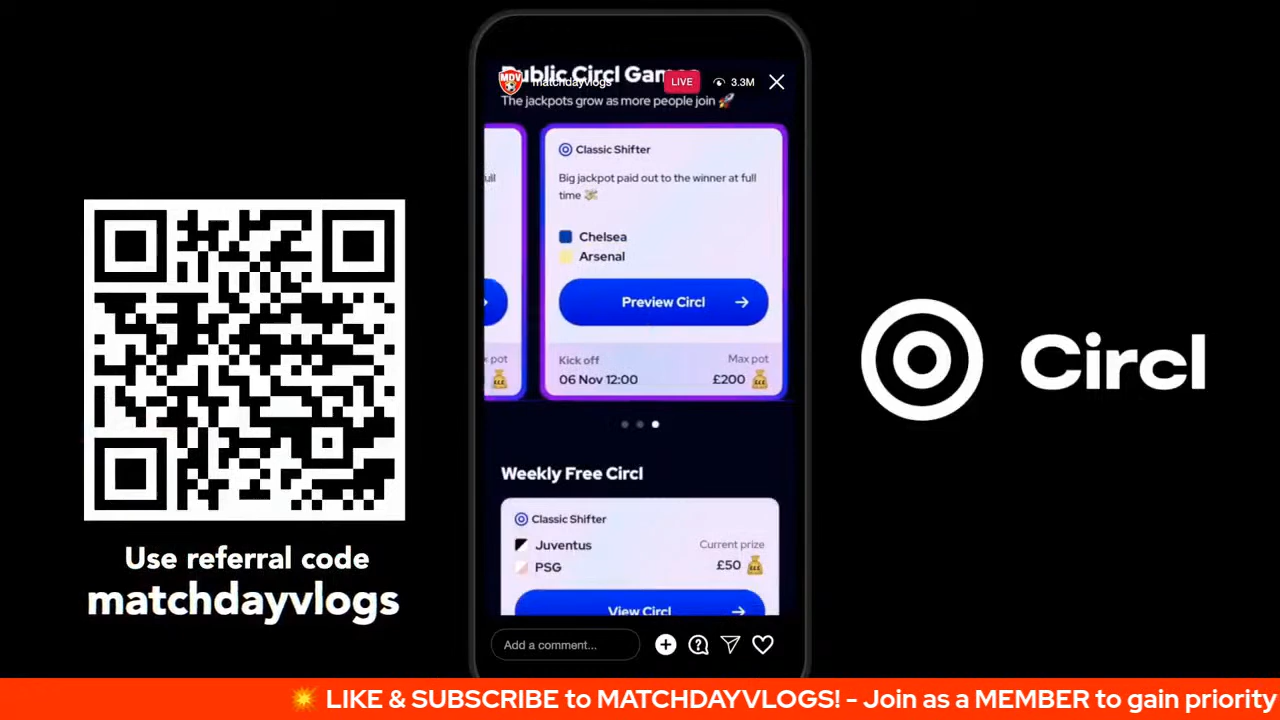 Public Circl Games
matchdayvlogs
LIVE
3.3M
The jackpots grow as more people join 🚀
Classic Shifter
Big jackpot paid out to the winner at full
time 💸
Chelsea
Arsenal
Preview Circl →
Kick off
Max pot
06 Nov 12:00
£200
Weekly Free Circl
Classic Shifter
Juventus
Current prize
PSG
£50
View Circl →
Add a comment...
Use referral code
matchdayvlogs
Circl
💥 LIKE & SUBSCRIBE to MATCHDAYVLOGS! - Join as a MEMBER to gain priority